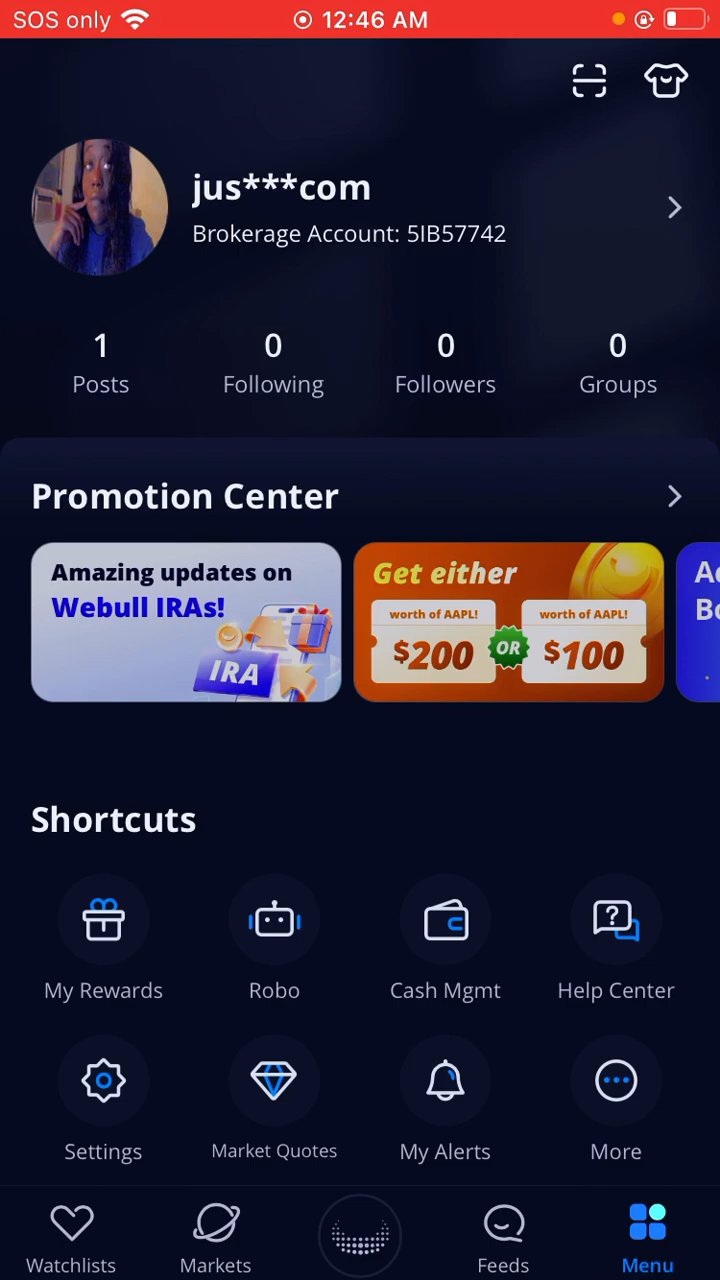 SOS only 12:46 AM
jus***com
Brokerage Account: 5IB57742
1 0 0 0
Posts Following Followers Groups
Promotion Center
Amazing updates on
Webull IRAs!
IRA
Get either
worth of AAPL! worth of AAPL!
$200 OR $100
Shortcuts
My Rewards Robo Cash Mgmt Help Center
Settings Market Quotes My Alerts More
Watchlists Markets Feeds Menu